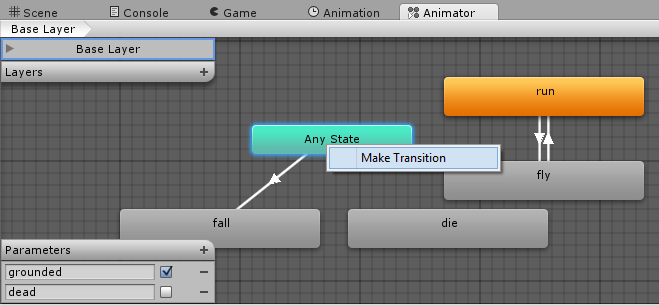 Scene Console Game Animation Animator
Base Layer
Base Layer
Layers +
run
Any State
Make Transition
fly
fall die
Parameters +
grounded −
dead −